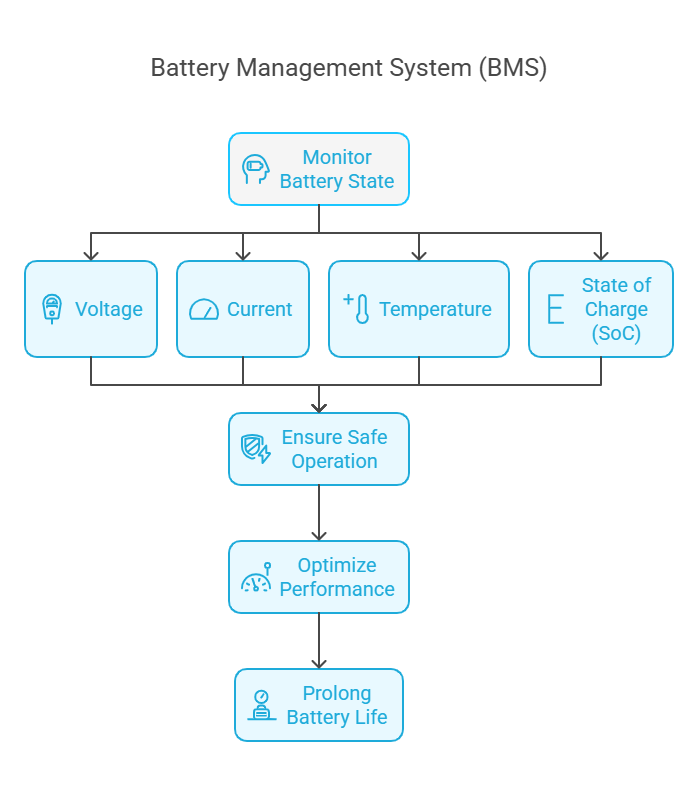 Battery Management System (BMS)
Monitor
Battery State
Voltage
Current
Temperature
State of
Charge
(SoC)
Ensure Safe
Operation
Optimize
Performance
Prolong
Battery Life